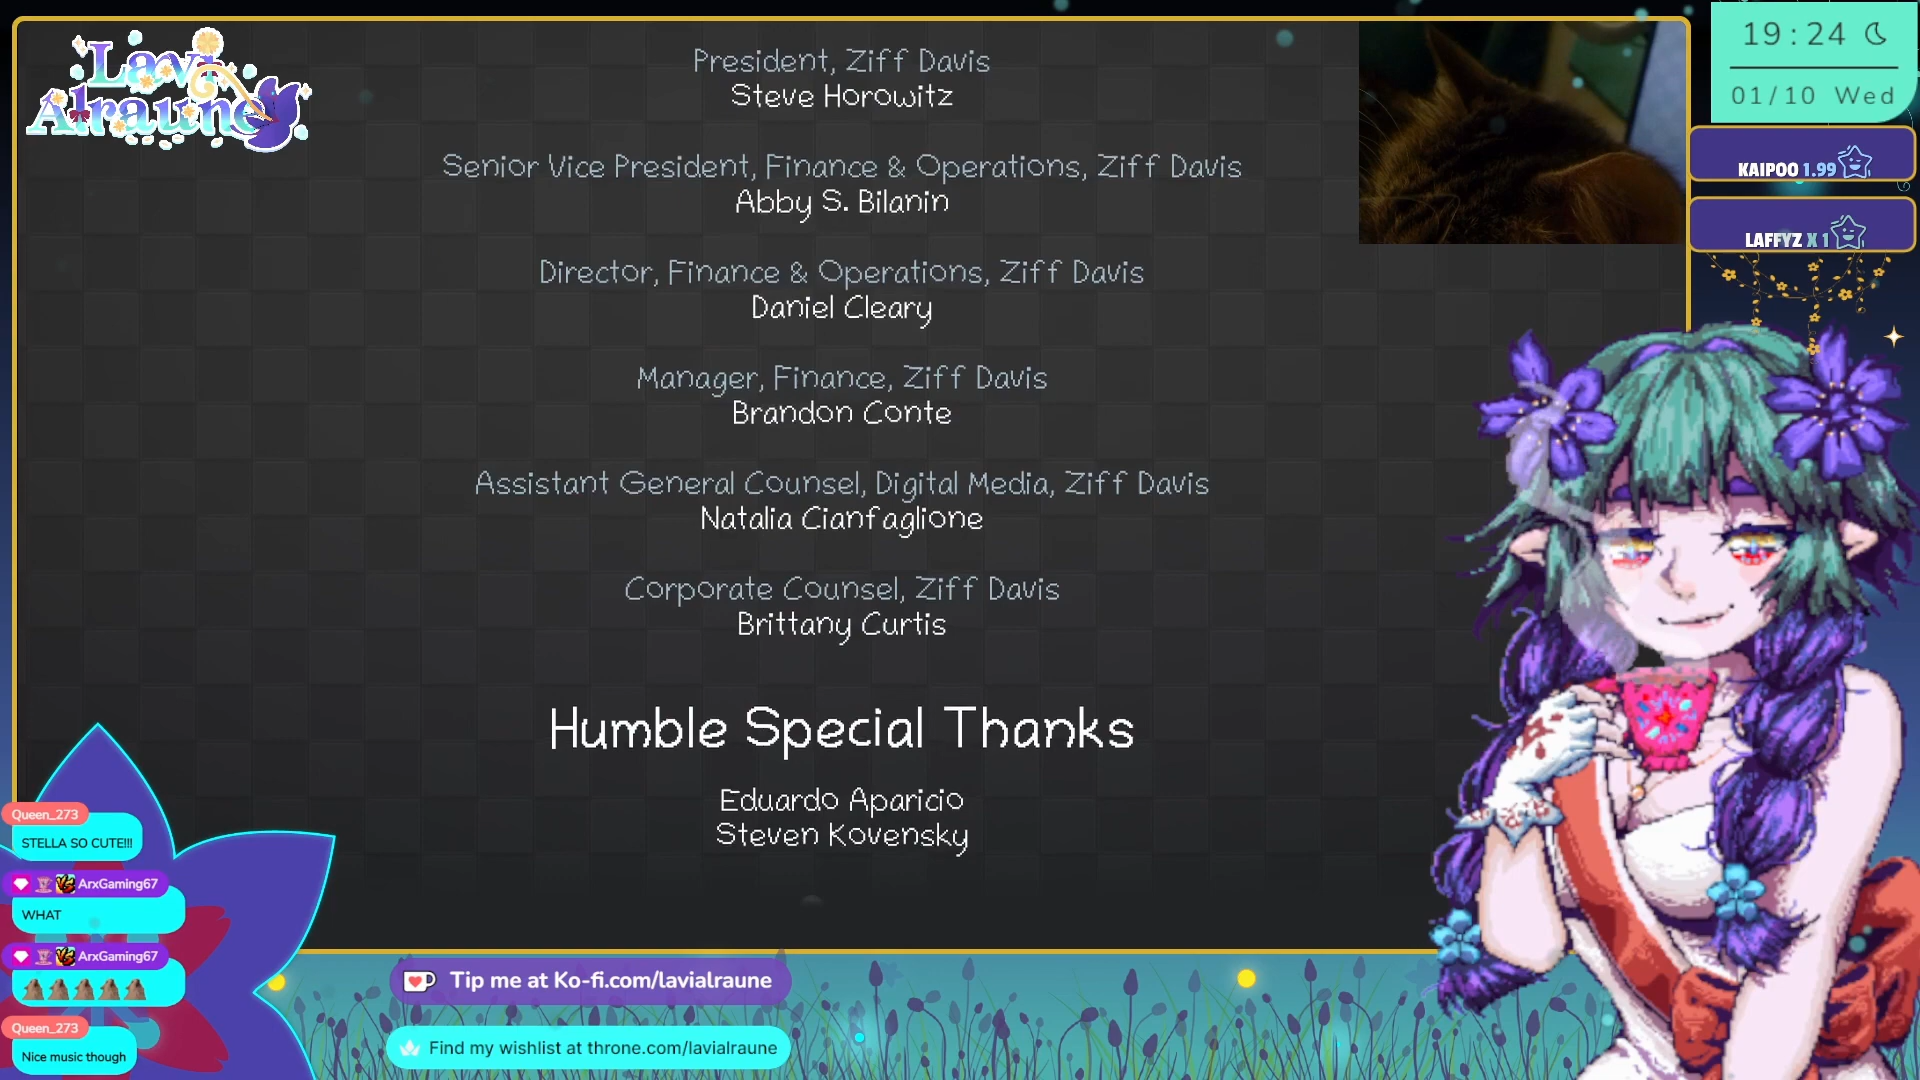 Lavi
Alraune
President, Ziff Davis
Steve Horowitz
Senior Vice President, Finance & Operations, Ziff Davis
Abby S. Bilanin
Director, Finance & Operations, Ziff Davis
Daniel Cleary
Manager, Finance, Ziff Davis
Brandon Conte
Assistant General Counsel, Digital Media, Ziff Davis
Natalia Cianfaglione
Corporate Counsel, Ziff Davis
Brittany Curtis
Humble Special Thanks
Eduardo Aparicio
Steven Kovensky
19:24
01/10 Wed
KAIPOO 1.99
LAFFYZ X 1
Queen_273
STELLA SO CUTE!!!
ArxGaming67
WHAT
ArxGaming67
Queen_273
Nice music though
Tip me at Ko-fi.com/lavialraune
Find my wishlist at throne.com/lavialraune